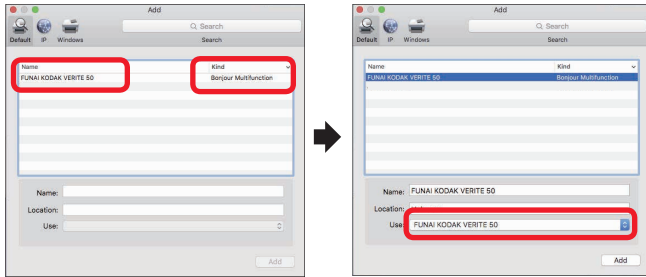 Add
Q Search
Default IP Windows
Search
Name Kind
FUNAI KODAK VERITE 50 Bonjour Multifunction
Name:
Location:
Use:
Add
Add
Q Search
Default IP Windows
Search
Name Kind
FUNAI KODAK VERITE 50 Bonjour Multifunction
Name: FUNAI KODAK VERITE 50
Location:
Use: FUNAI KODAK VERITE 50
Add